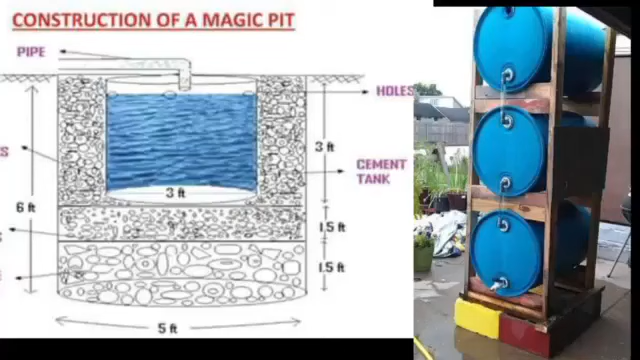 CONSTRUCTION OF A MAGIC PIT
PIPE
HOLES
3 ft
CEMENT
TANK
3 ft
6 ft
1.5 ft
1.5 ft
5 ft